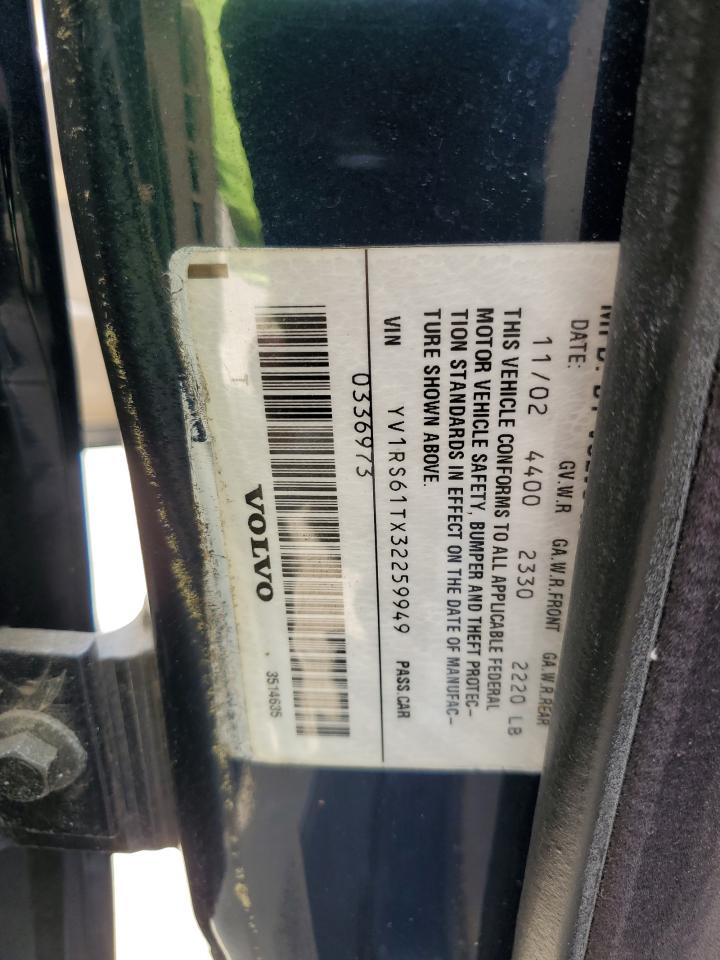 DATE: GV.W.R GA.W.R.FRONT GA.W.R.REAR
11/02 4400 2330 2220 LB
THIS VEHICLE CONFORMS TO ALL APPLICABLE FEDERAL
MOTOR VEHICLE SAFETY, BUMPER AND THEFT PROTEC-
TION STANDARDS IN EFFECT ON THE DATE OF MANUFAC-
TURE SHOWN ABOVE.
VIN YV1RS61TX32259949 PASS.CAR
0336973
VOLVO 3514635